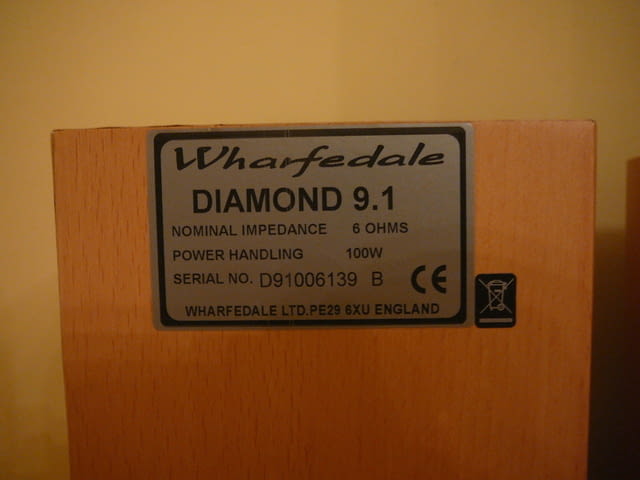 Wharfedale
DIAMOND 9.1
NOMINAL IMPEDANCE 6 OHMS
POWER HANDLING 100W
SERIAL NO. D91006139 B CE
WHARFEDALE LTD.PE29 6XU ENGLAND